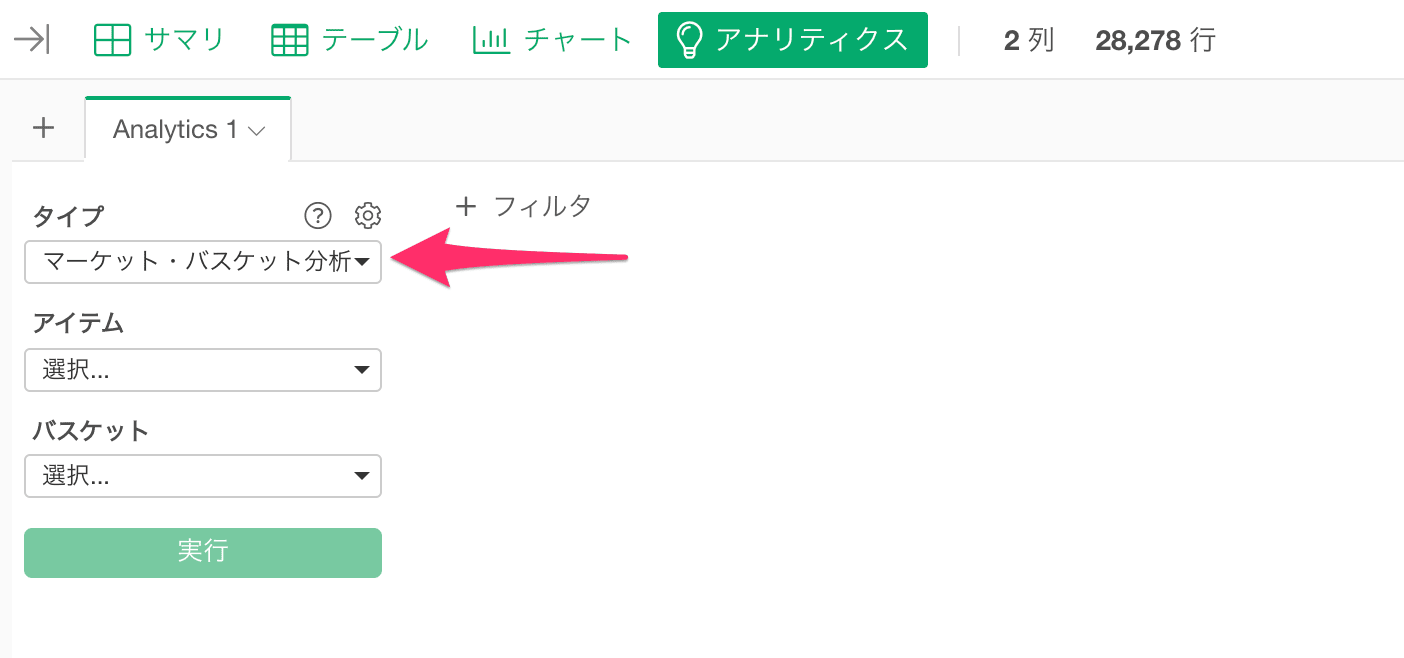 サマリ テーブル チャート アナリティクス 2 列 28,278 行
+ Analytics 1
タイプ ? + フィルタ
マーケット・バスケット分析
アイテム
選択...
バスケット
選択...
実行